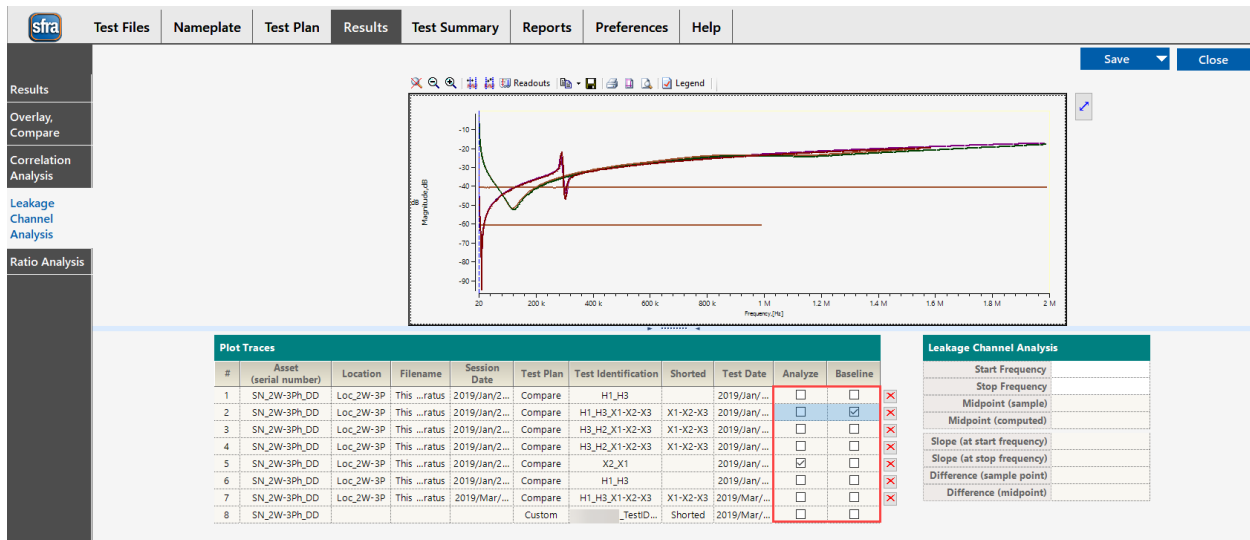 sfra Test Files Nameplate Test Plan Results Test Summary Reports Preferences Help
Save Close
Results
Overlay,
Compare
Correlation
Analysis
Leakage
Channel
Analysis
Ratio Analysis
Readouts Legend
dB
Magnitude,dB
-10
-20
-30
-40
-50
-60
-70
-80
-90
20 200 k 400 k 600 k 800 k 1 M 1.2 M 1.4 M 1.6 M 1.8 M 2 M
Frequency,[Hz]
Plot Traces
# Asset (serial number) Location Filename Session Date Test Plan Test Identification Shorted Test Date Analyze Baseline
1 SN_2W-3Ph_DD Loc_2W-3P This ...ratus 2019/Jan/2... Compare H1_H3 2019/Jan/...
2 SN_2W-3Ph_DD Loc_2W-3P This ...ratus 2019/Jan/2... Compare H1_H3_X1-X2-X3 X1-X2-X3 2019/Jan/...
3 SN_2W-3Ph_DD Loc_2W-3P This ...ratus 2019/Jan/2... Compare H3_H2_X1-X2-X3 X1-X2-X3 2019/Jan/...
4 SN_2W-3Ph_DD Loc_2W-3P This ...ratus 2019/Jan/2... Compare H3_H2_X1-X2-X3 X1-X2-X3 2019/Jan/...
5 SN_2W-3Ph_DD Loc_2W-3P This ...ratus 2019/Jan/2... Compare X2_X1 2019/Jan/...
6 SN_2W-3Ph_DD Loc_2W-3P This ...ratus 2019/Jan/2... Compare H1_H3 2019/Jan/...
7 SN_2W-3Ph_DD Loc_2W-3P This ...ratus 2019/Mar/... Compare H1_H3_X1-X2-X3 X1-X2-X3 2019/Mar/...
8 SN_2W-3Ph_DD Custom _TestID... Shorted 2019/Mar/...
Leakage Channel Analysis
Start Frequency
Stop Frequency
Midpoint (sample)
Midpoint (computed)
Slope (at start frequency)
Slope (at stop frequency)
Difference (sample point)
Difference (midpoint)